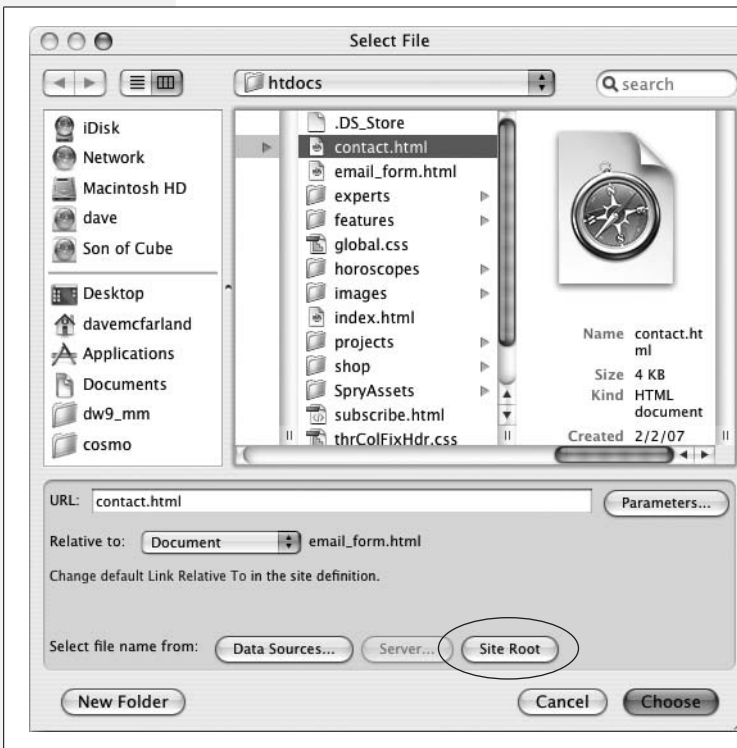 Select File
htdocs
search
iDisk
Network
Macintosh HD
dave
Son of Cube
Desktop
davemcfarland
Applications
Documents
dw9_mm
cosmo
.DS_Store
contact.html
email_form.html
experts
features
global.css
horoscopes
images
index.html
projects
shop
SpryAssets
subscribe.html
thrColFixHdr.css
Name contact.ht
ml
Size 4 KB
Kind HTML
document
Created 2/2/07
URL: contact.html
Parameters...
Relative to: Document email_form.html
Change default Link Relative To in the site definition.
Select file name from: Data Sources... Server... Site Root
New Folder
Cancel
Choose